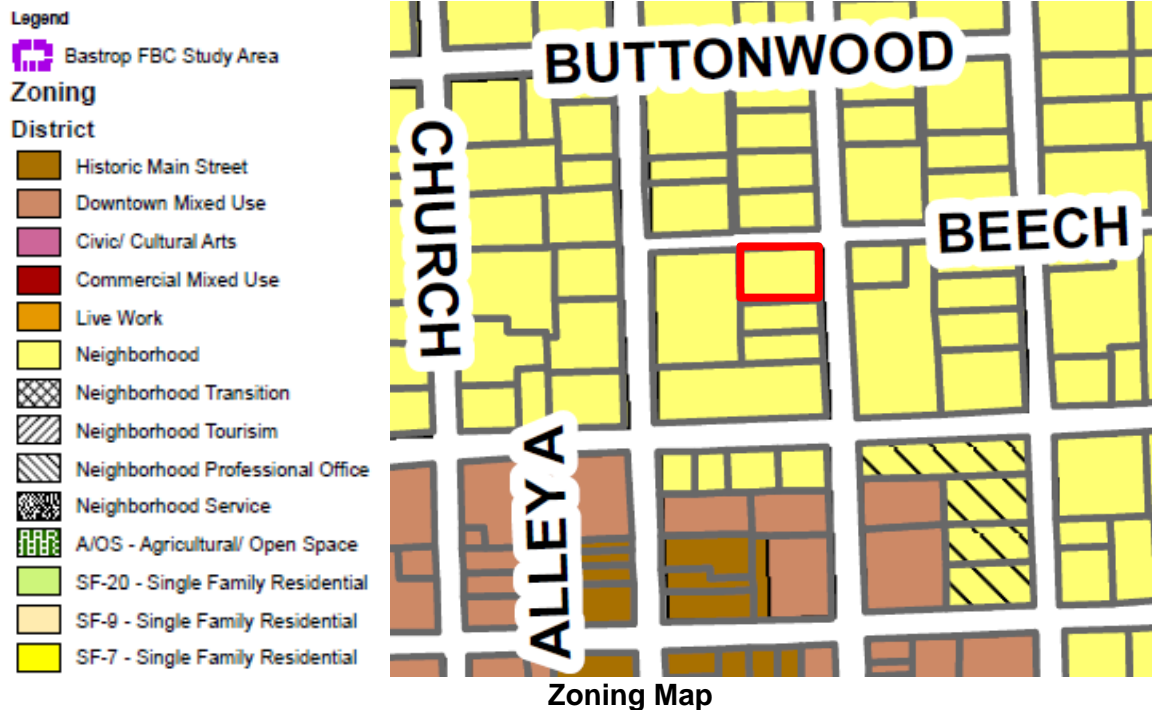 Legend
Bastrop FBC Study Area
Zoning
District
Historic Main Street
Downtown Mixed Use
Civic/ Cultural Arts
Commercial Mixed Use
Live Work
Neighborhood
Neighborhood Transition
Neighborhood Tourisim
Neighborhood Professional Office
Neighborhood Service
A/OS - Agricultural/ Open Space
SF-20 - Single Family Residential
SF-9 - Single Family Residential
SF-7 - Single Family Residential
BUTTONWOOD
CHURCH
BEECH
ALLEY A
Zoning Map